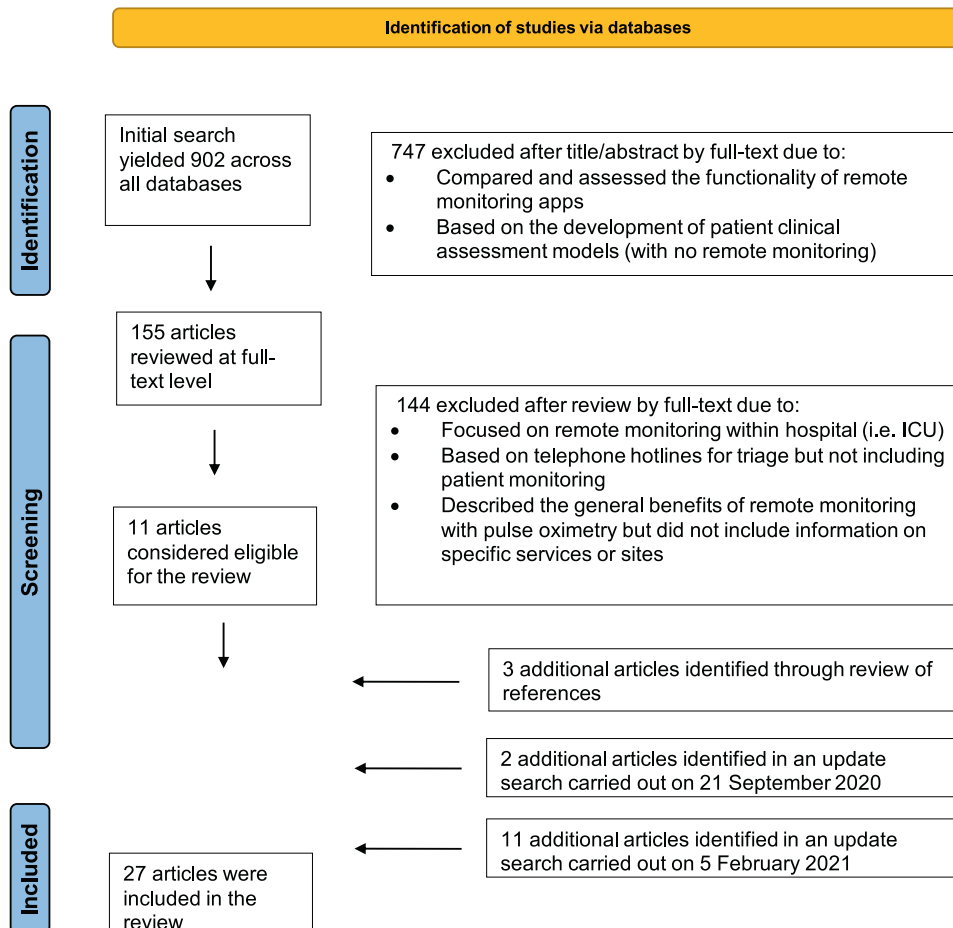 Identification of studies via databases
Identification
Initial search
yielded 902 across
all databases
747 excluded after title/abstract by full-text due to:
• Compared and assessed the functionality of remote
monitoring apps
• Based on the development of patient clinical
assessment models (with no remote monitoring)
Screening
155 articles
reviewed at full-
text level
144 excluded after review by full-text due to:
• Focused on remote monitoring within hospital (i.e. ICU)
• Based on telephone hotlines for triage but not including
patient monitoring
• Described the general benefits of remote monitoring
with pulse oximetry but did not include information on
specific services or sites
11 articles
considered eligible
for the review
3 additional articles identified through review of
references
2 additional articles identified in an update
search carried out on 21 September 2020
Included
11 additional articles identified in an update
search carried out on 5 February 2021
27 articles were
included in the
review